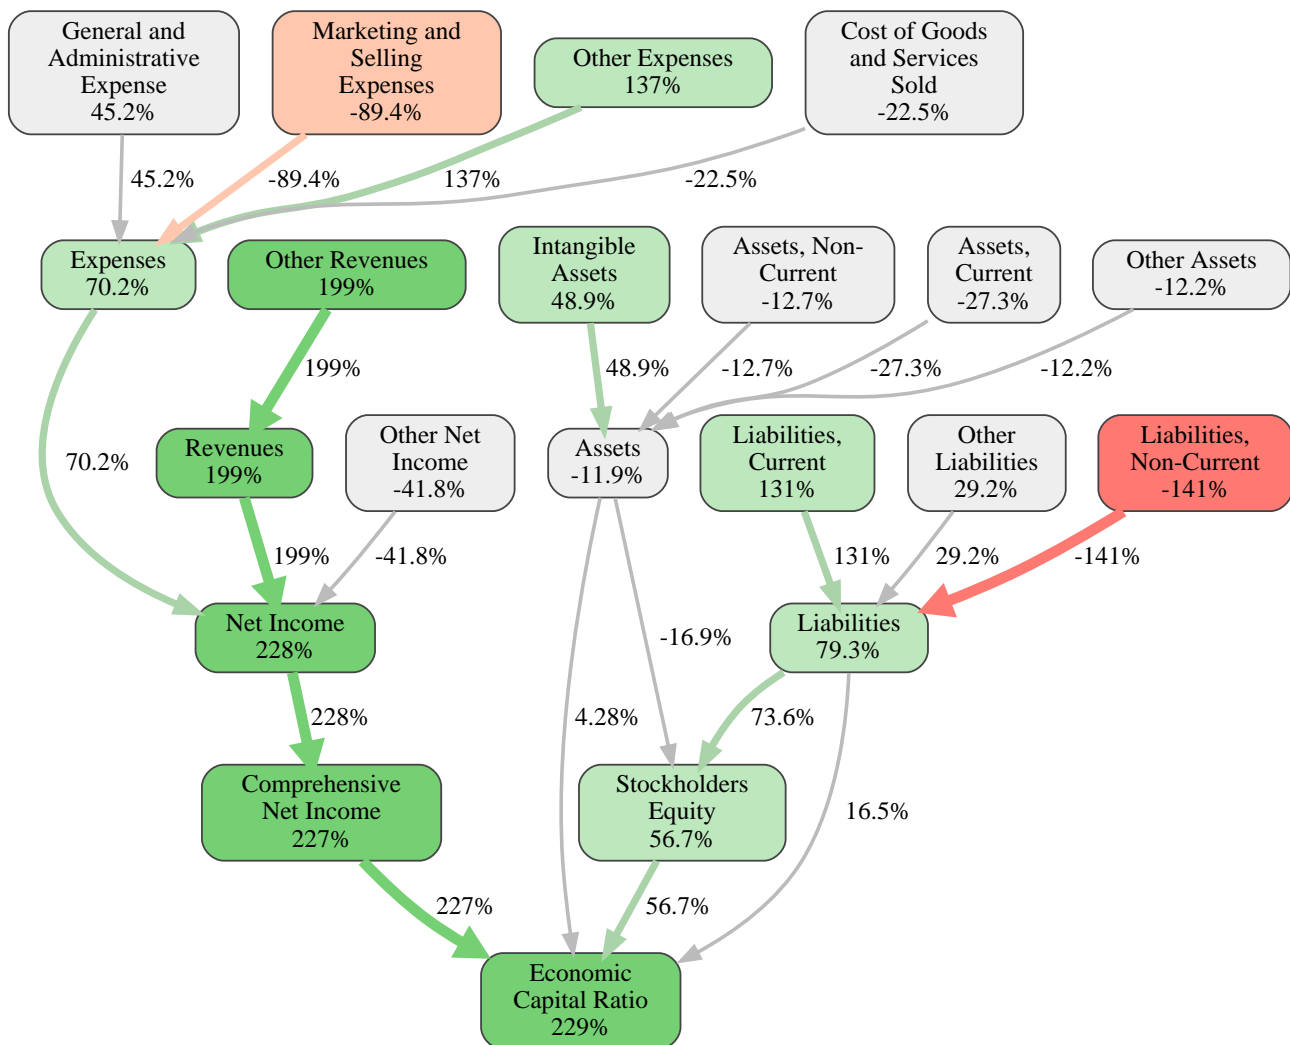 General and
Administrative
Expense
45.2%
Marketing and
Selling
Expenses
-89.4%
Other Expenses
137%
Cost of Goods
and Services
Sold
-22.5%
45.2%
-89.4%
137%
-22.5%
Expenses
70.2%
Other Revenues
199%
Intangible
Assets
48.9%
Assets, Non-
Current
-12.7%
Assets,
Current
-27.3%
Other Assets
-12.2%
199%
48.9%
-12.7%
-27.3%
-12.2%
70.2%
Revenues
199%
Other Net
Income
-41.8%
Assets
-11.9%
Liabilities,
Current
131%
Other
Liabilities
29.2%
Liabilities,
Non-Current
-141%
199%
-41.8%
131%
29.2%
-141%
Net Income
228%
-16.9%
Liabilities
79.3%
228%
4.28%
73.6%
16.5%
Comprehensive
Net Income
227%
Stockholders
Equity
56.7%
227%
56.7%
Economic
Capital Ratio
229%